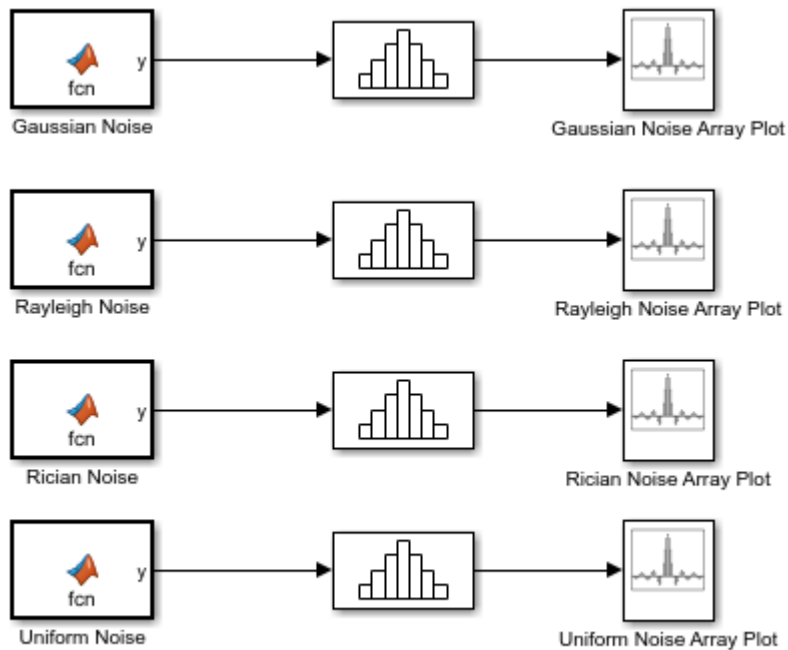 y
fcn
Gaussian Noise
Gaussian Noise Array Plot
y
fcn
Rayleigh Noise
Rayleigh Noise Array Plot
y
fcn
Rician Noise
Rician Noise Array Plot
y
fcn
Uniform Noise
Uniform Noise Array Plot